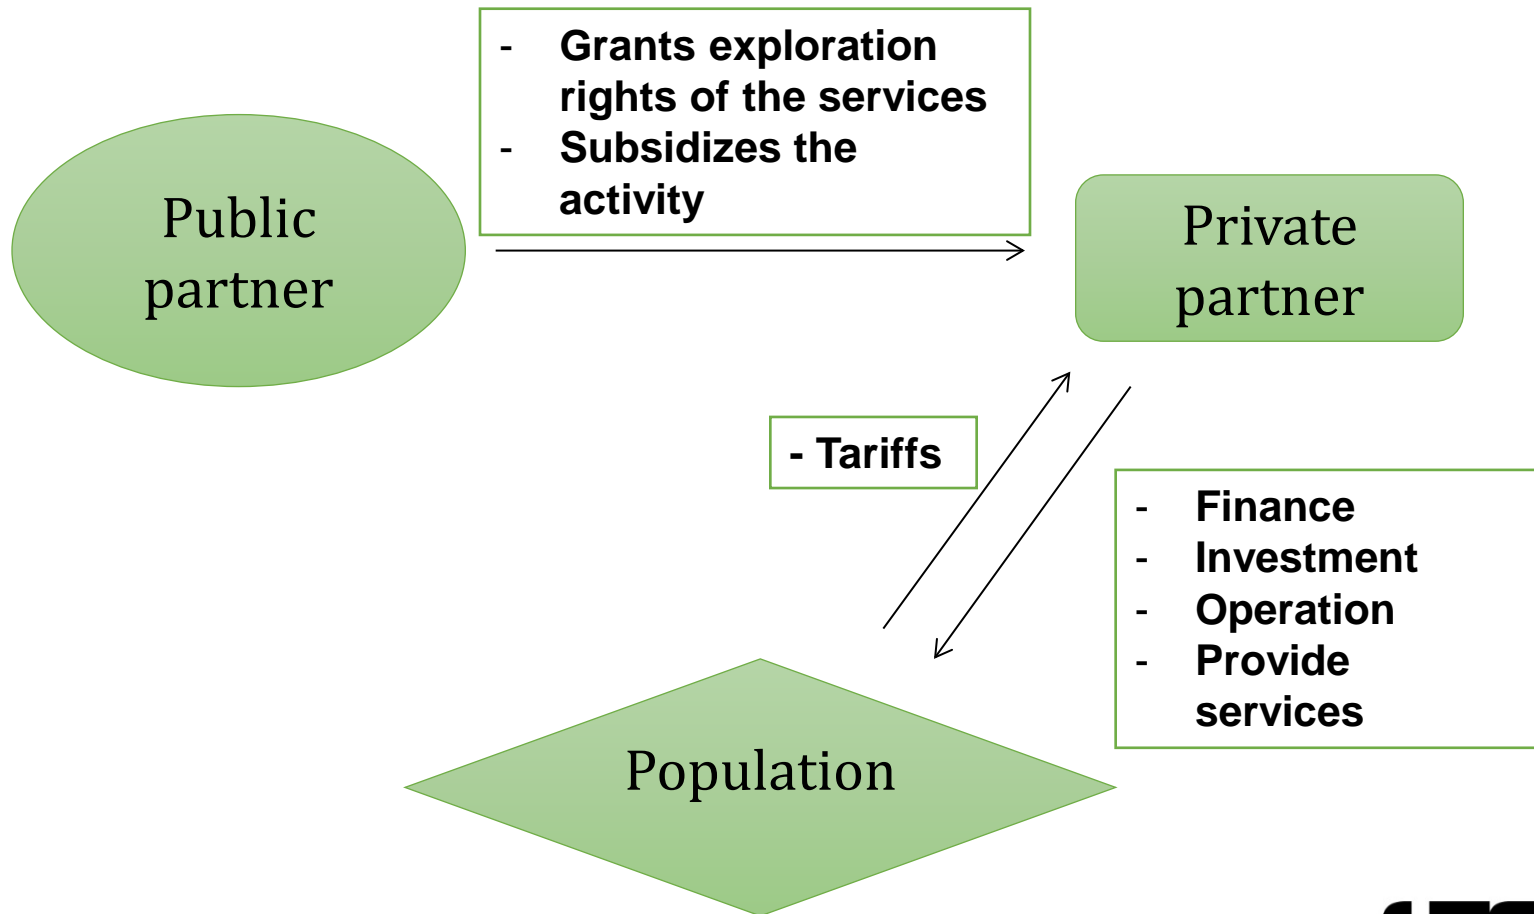 - Grants exploration
rights of the services
- Subsidizes the
activity
Public
partner
Private
partner
- Tariffs
- Finance
- Investment
- Operation
- Provide
services
Population